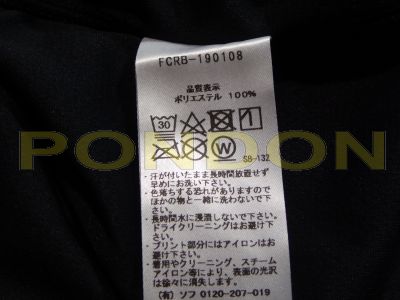 FCRB-190108
品質表示
ポリエステル 100%
30
W
SB-132
・汗が付いたまま長時間放置せず
早めにお洗い下さい。
・色落ちする恐れがありますので
ほかの物と一緒に洗わないで下
さい。
・長時間水に浸漬しないで下さい。
ドライクリーニングはお避け下
さい。
・プリント部分にはアイロンはお
避け下さい。
・着用やクリーニング、スチーム
アイロン等により、表面の光沢
は徐々に消失します。
(有) ソフ 0120-207-019